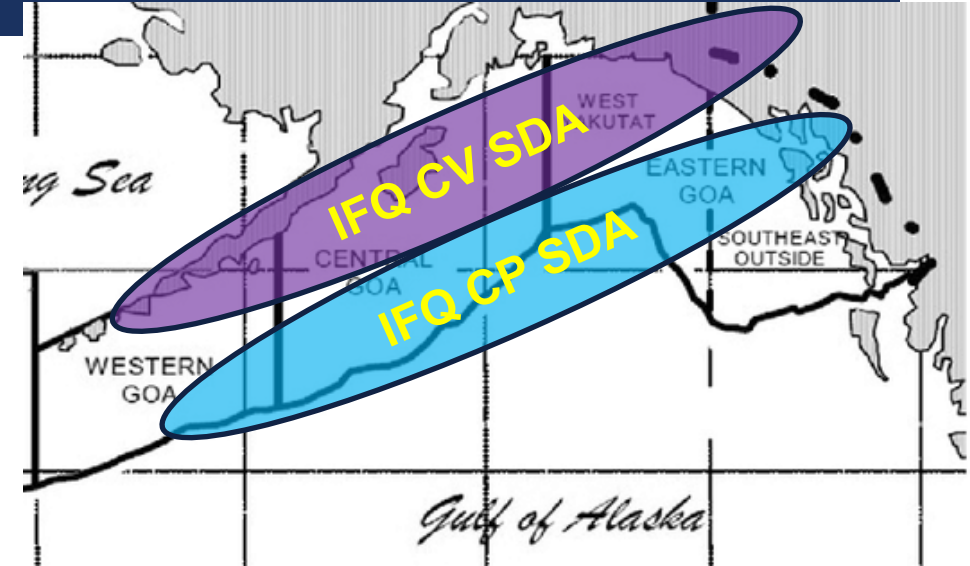 IFQ CV SDA
WEST
AKUTAT
ng Sea
EASTERN
GOA
IFQ CP SDA
SOUTHEAST
OUTSIDE
CENTRAL
GOA
WESTERN
GOA
Gulf of Alaska